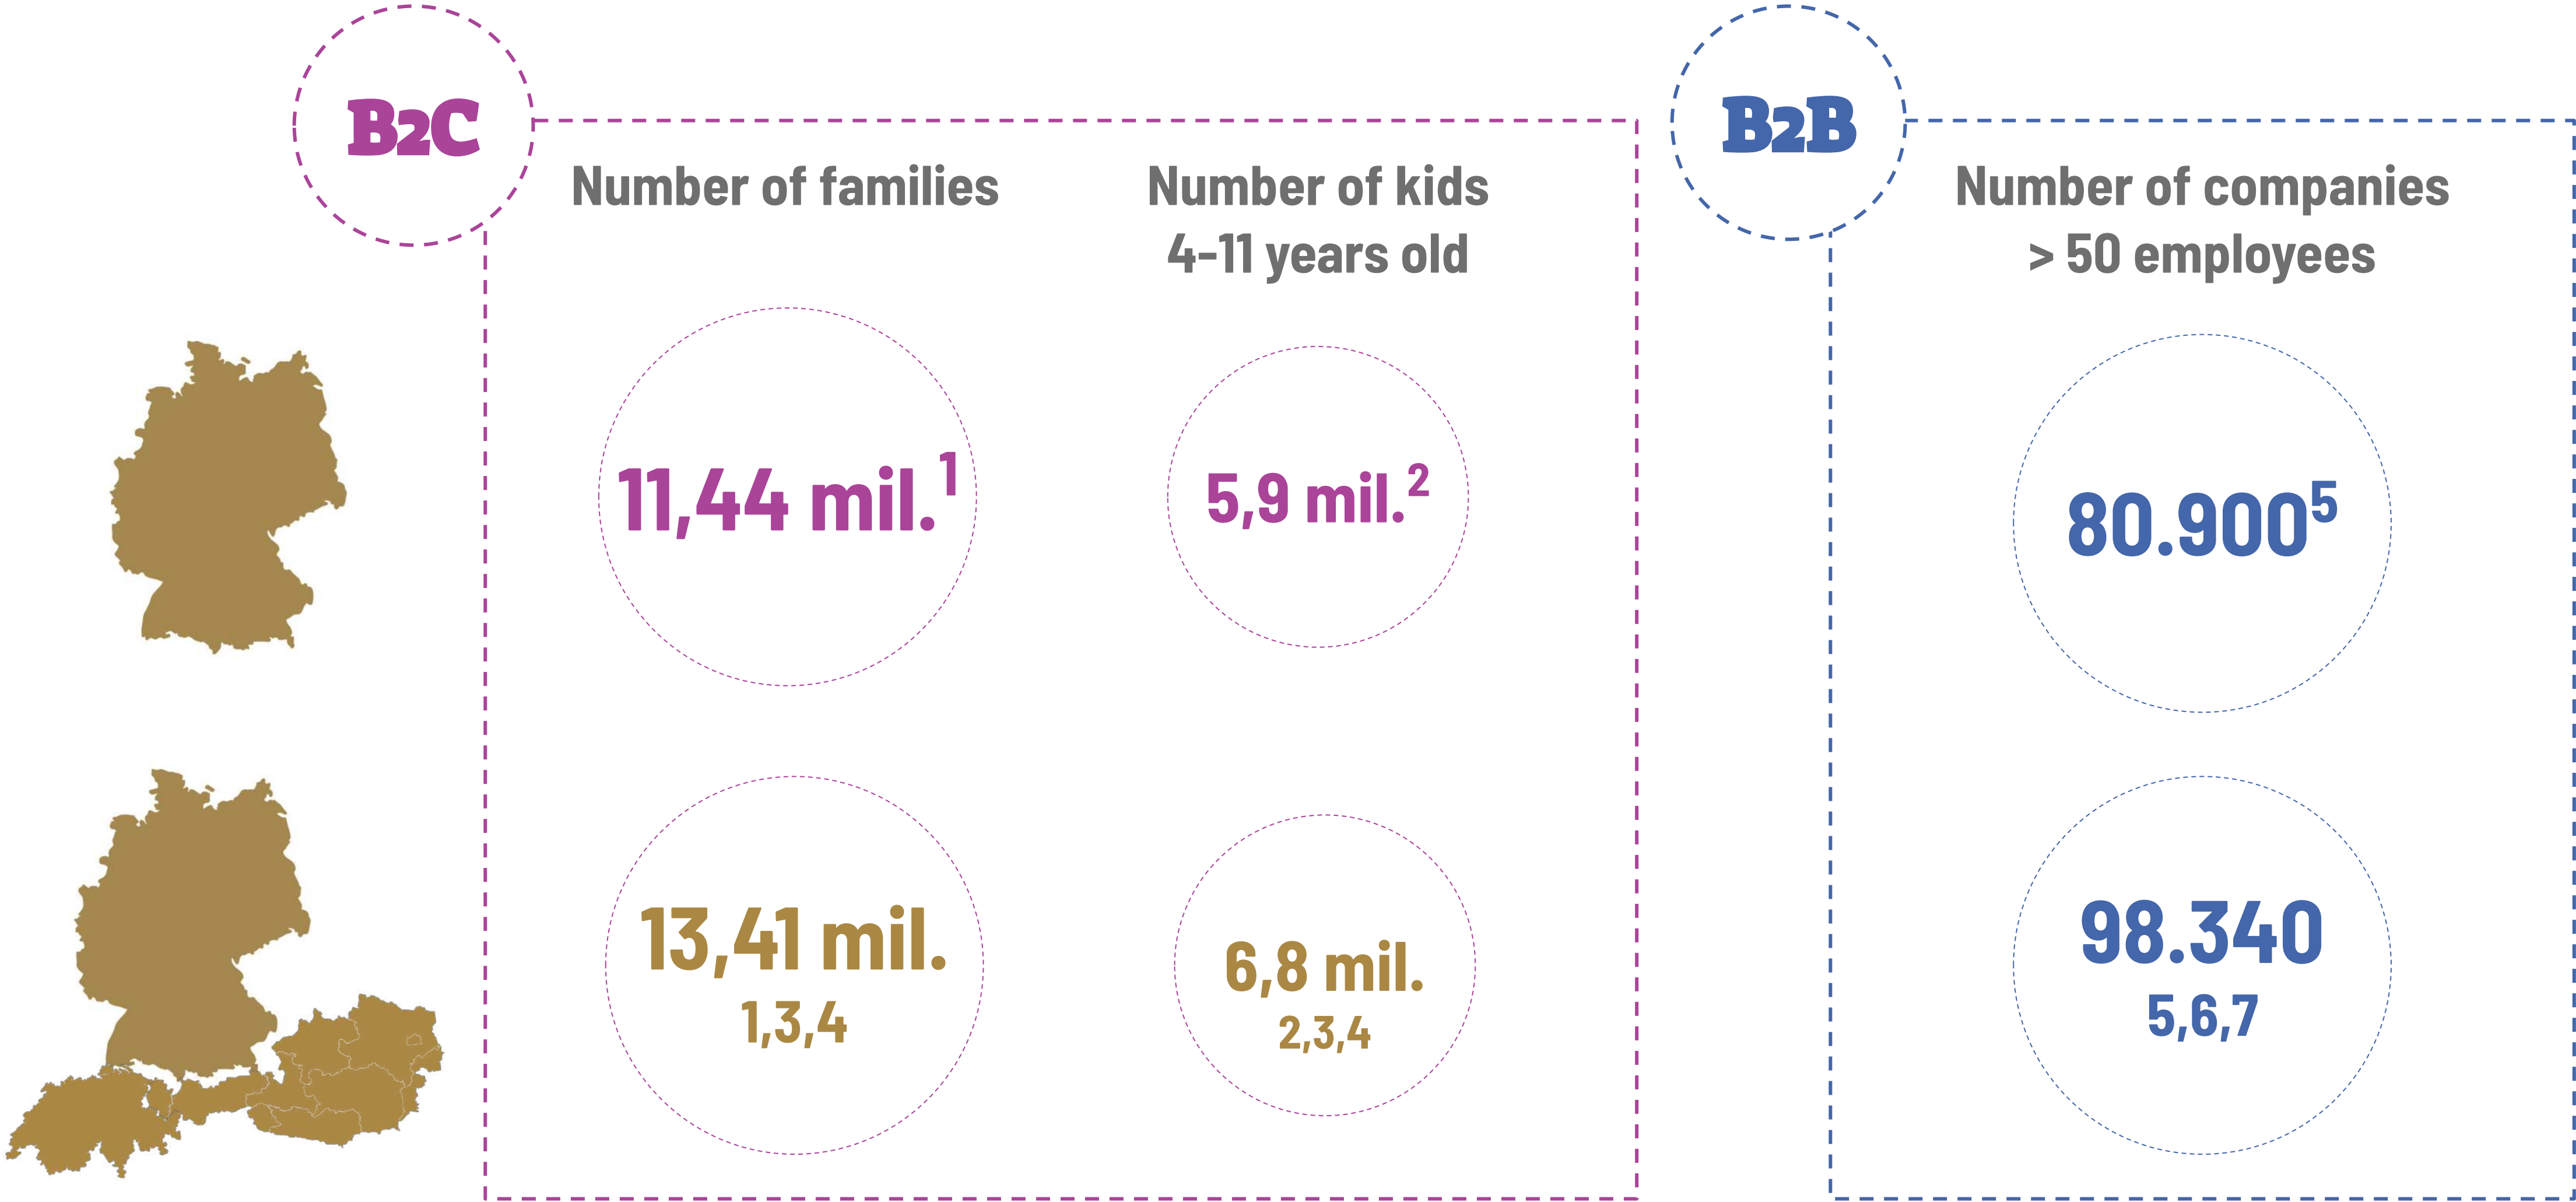 B2C
Number of families
Number of kids
4-11 years old
11,44 mil.1
5,9 mil.2
13,41 mil.
1,3,4
6,8 mil.
2,3,4
B2B
Number of companies
> 50 employees
80.9005
98.340
5,6,7